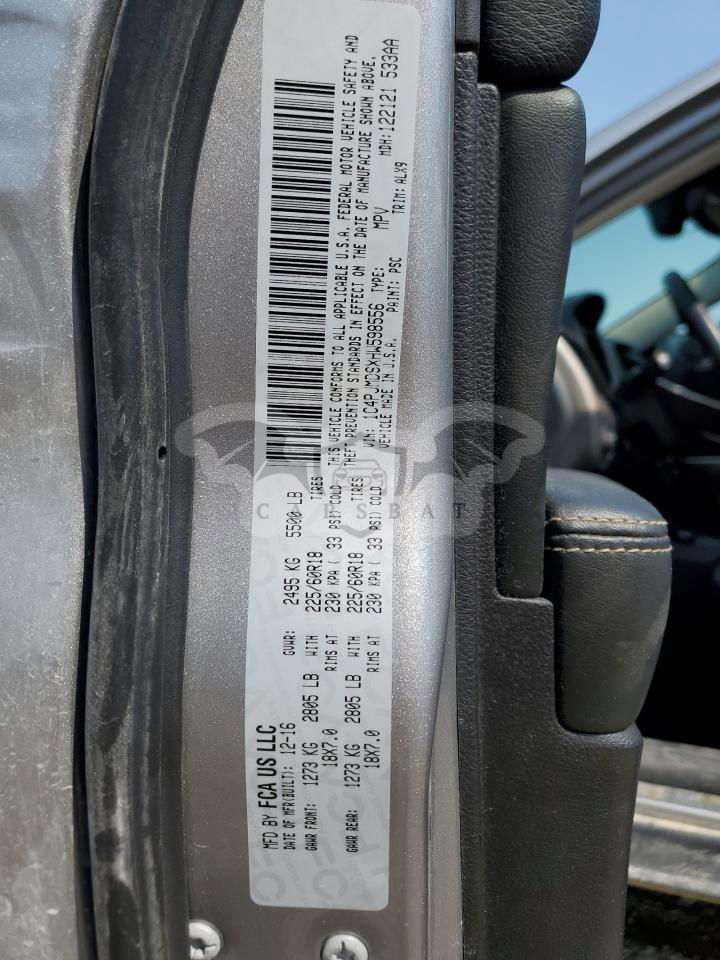 MFD BY FCA US LLC
DATE OF MFR(BUILT): 12-16 GVWR: 2495 KG 5500 LB
GAWR FRONT: 1273 KG 2805 LB WITH 225/60R18 TIRES
18X7.0 RIMS AT 230 KPA ( 33 PSI) COLD
GAWR REAR: 1273 KG 2805 LB WITH 225/60R18 TIRES
18X7.0 RIMS AT 230 KPA ( 33 PSI) COLD
THIS VEHICLE CONFORMS TO ALL APPLICABLE U.S.A. FEDERAL MOTOR VEHICLE SAFETY AND
THEFT PREVENTION STANDARDS IN EFFECT ON THE DATE OF MANUFACTURE SHOWN ABOVE.
VIN: 1C4PJMDSXHW598556 TYPE: MPV MDH:122121 533AA
VEHICLE MADE IN U.S.A. PAINT: PSC TRIM: ALX9
CARSBAT